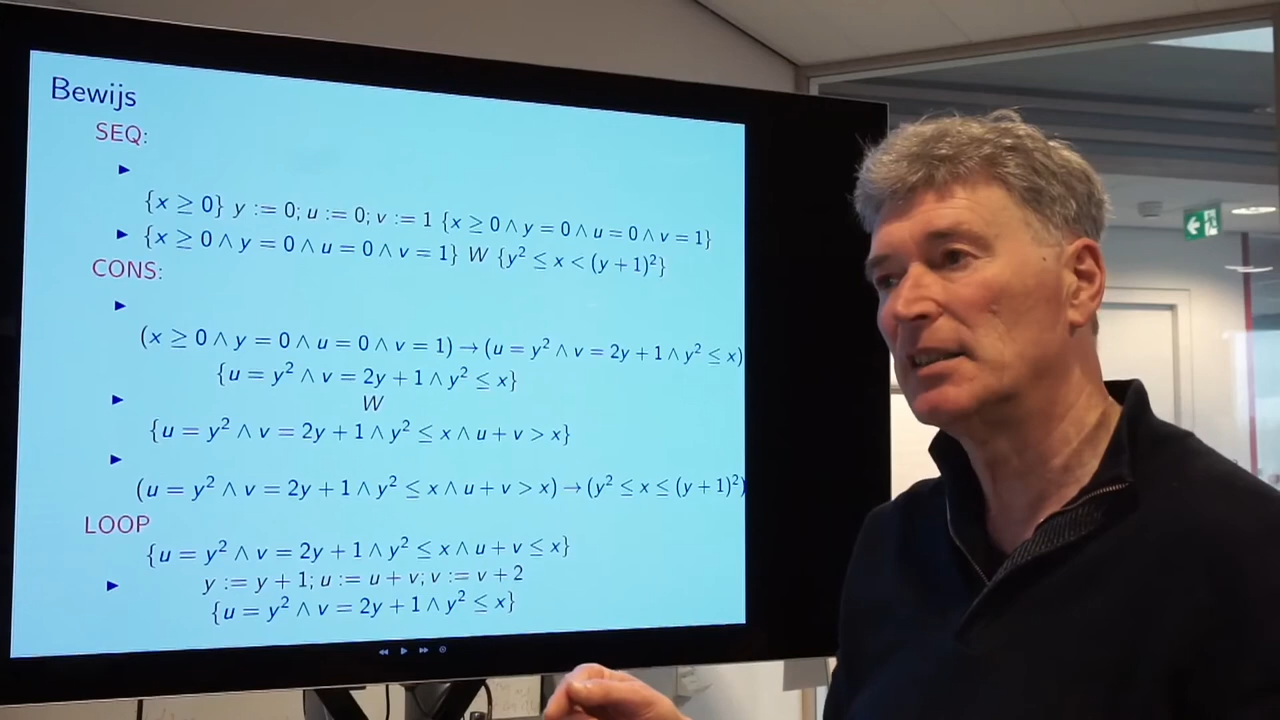 Bewijs
SEQ:
{x ≥ 0} y := 0; u := 0; v := 1 {x ≥ 0 ∧ y = 0 ∧ u = 0 ∧ v = 1}
{x ≥ 0 ∧ y = 0 ∧ u = 0 ∧ v = 1} W {y² ≤ x < (y + 1)²}
CONS:
(x ≥ 0 ∧ y = 0 ∧ u = 0 ∧ v = 1) → (u = y² ∧ v = 2y + 1 ∧ y² ≤ x)
{u = y² ∧ v = 2y + 1 ∧ y² ≤ x}
W
{u = y² ∧ v = 2y + 1 ∧ y² ≤ x ∧ u + v > x}
(u = y² ∧ v = 2y + 1 ∧ y² ≤ x ∧ u + v > x) → (y² ≤ x ≤ (y + 1)²)
LOOP
{u = y² ∧ v = 2y + 1 ∧ y² ≤ x ∧ u + v ≤ x}
y := y + 1; u := u + v; v := v + 2
{u = y² ∧ v = 2y + 1 ∧ y² ≤ x}